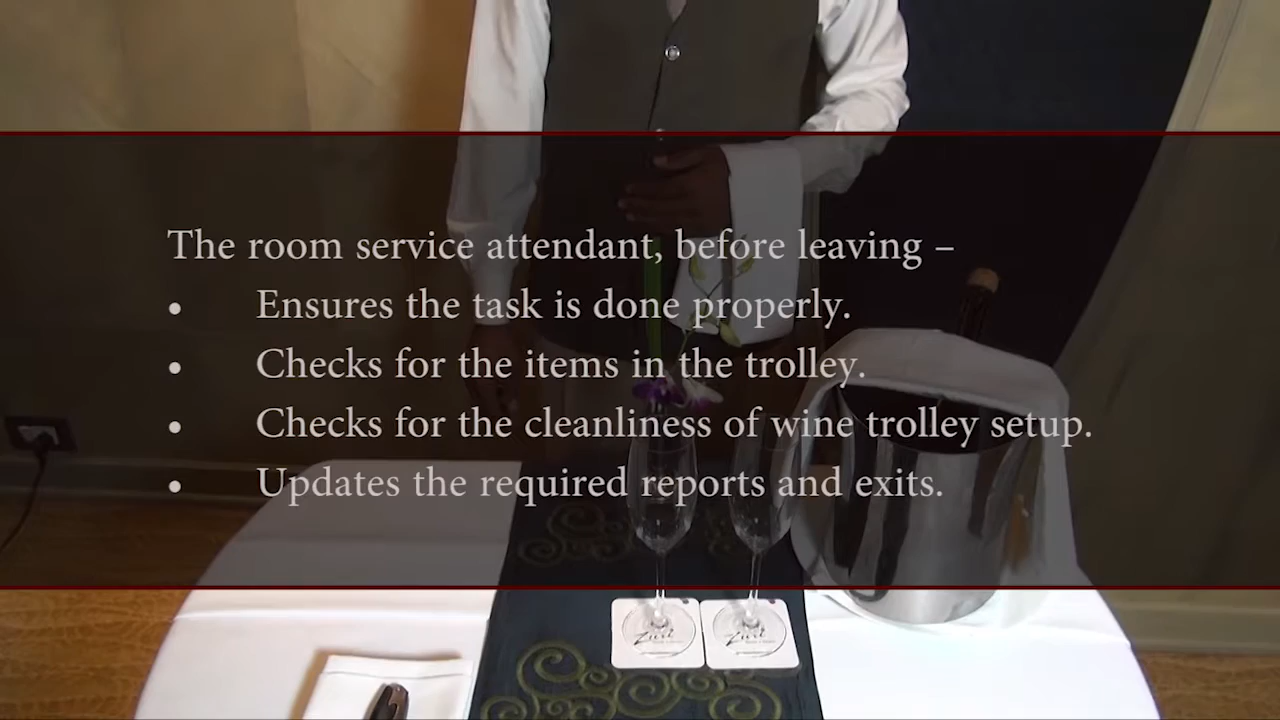 The room service attendant, before leaving –
• Ensures the task is done properly.
• Checks for the items in the trolley.
• Checks for the cleanliness of wine trolley setup.
• Updates the required reports and exits.